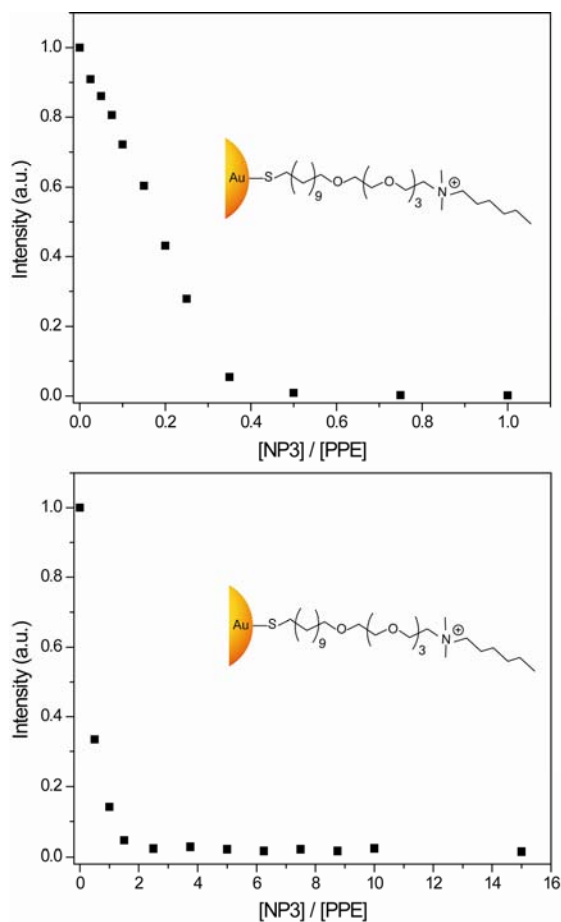 1.0
0.8
0.6
0.4
0.2
0.0
Intensity (a.u.)
Au
S
9
O
O
3
N
⊕
0.0 0.2 0.4 0.6 0.8 1.0
[NP3] / [PPE]
1.0
0.8
0.6
0.4
0.2
0.0
Intensity (a.u.)
Au
S
9
O
O
3
N
⊕
0 2 4 6 8 10 12 14 16
[NP3] / [PPE]